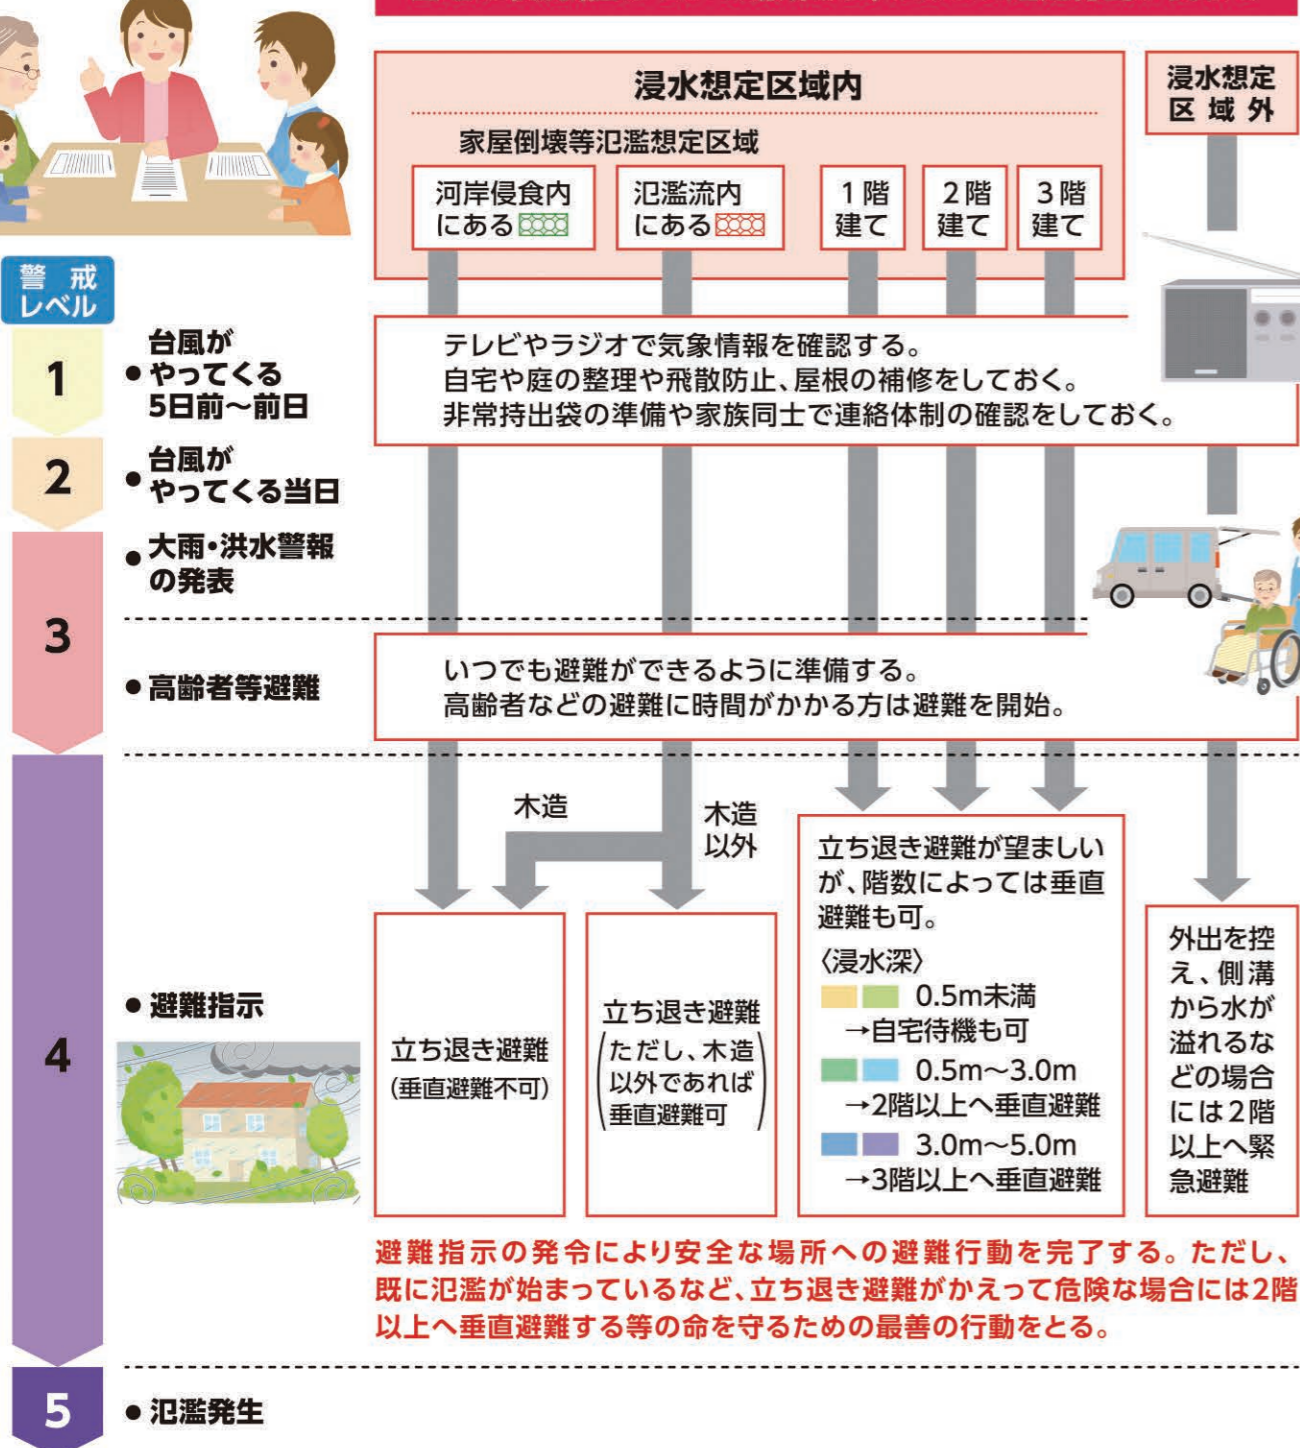 浸水想定区域内
浸水想定
区域外
家屋倒壊等氾濫想定区域
河岸侵食内
にある
氾濫流内
にある
1階
建て
2階
建て
3階
建て
警戒
レベル
1
● 台風が
やってくる
5日前～前日
テレビやラジオで気象情報を確認する。
自宅や庭の整理や飛散防止、屋根の補修をしておく。
非常持出袋の準備や家族同士で連絡体制の確認をしておく。
2
● 台風が
やってくる当日
3
● 大雨・洪水警報
の発表
● 高齢者等避難
いつでも避難ができるように準備する。
高齢者などの避難に時間がかかる方は避難を開始。
木造
木造
以外
4
● 避難指示
立ち退き避難
(垂直避難不可)
立ち退き避難
(ただし、木造
以外であれば
垂直避難可)
立ち退き避難が望ましい
が、階数によっては垂直
避難も可。
〈浸水深〉
0.5m未満
→自宅待機も可
0.5m～3.0m
→2階以上へ垂直避難
3.0m～5.0m
→3階以上へ垂直避難
外出を控
え、側溝
から水が
溢れるな
どの場合
には2階
以上へ緊
急避難
避難指示の発令により安全な場所への避難行動を完了する。ただし、
既に氾濫が始まっているなど、立ち退き避難がかえって危険な場合には2階
以上へ垂直避難する等の命を守るための最善の行動をとる。
5
● 氾濫発生